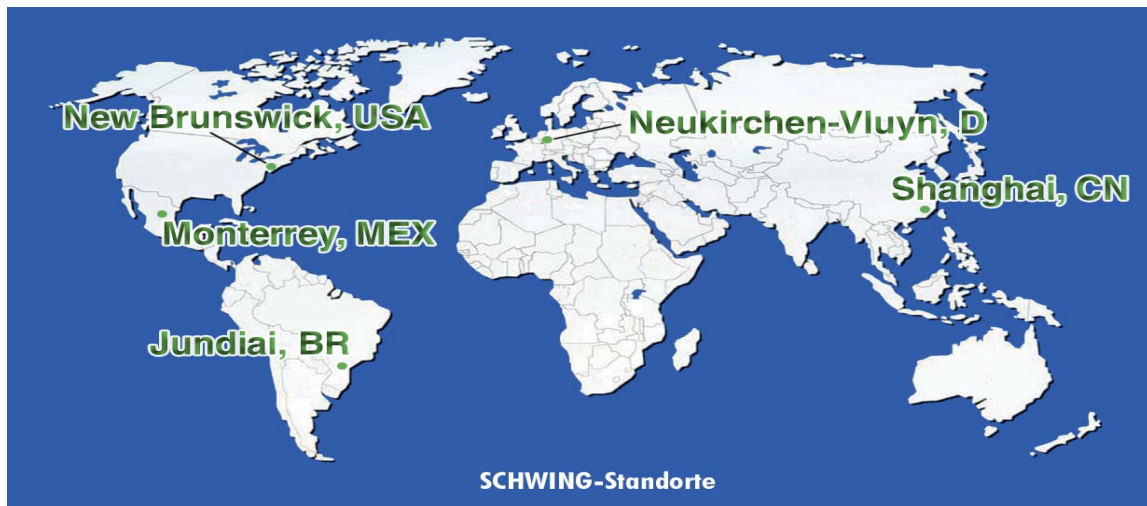 New Brunswick, USA
Neukirchen-Vluyn, D
Shanghai, CN
Monterrey, MEX
Jundiai, BR
SCHWING-Standorte